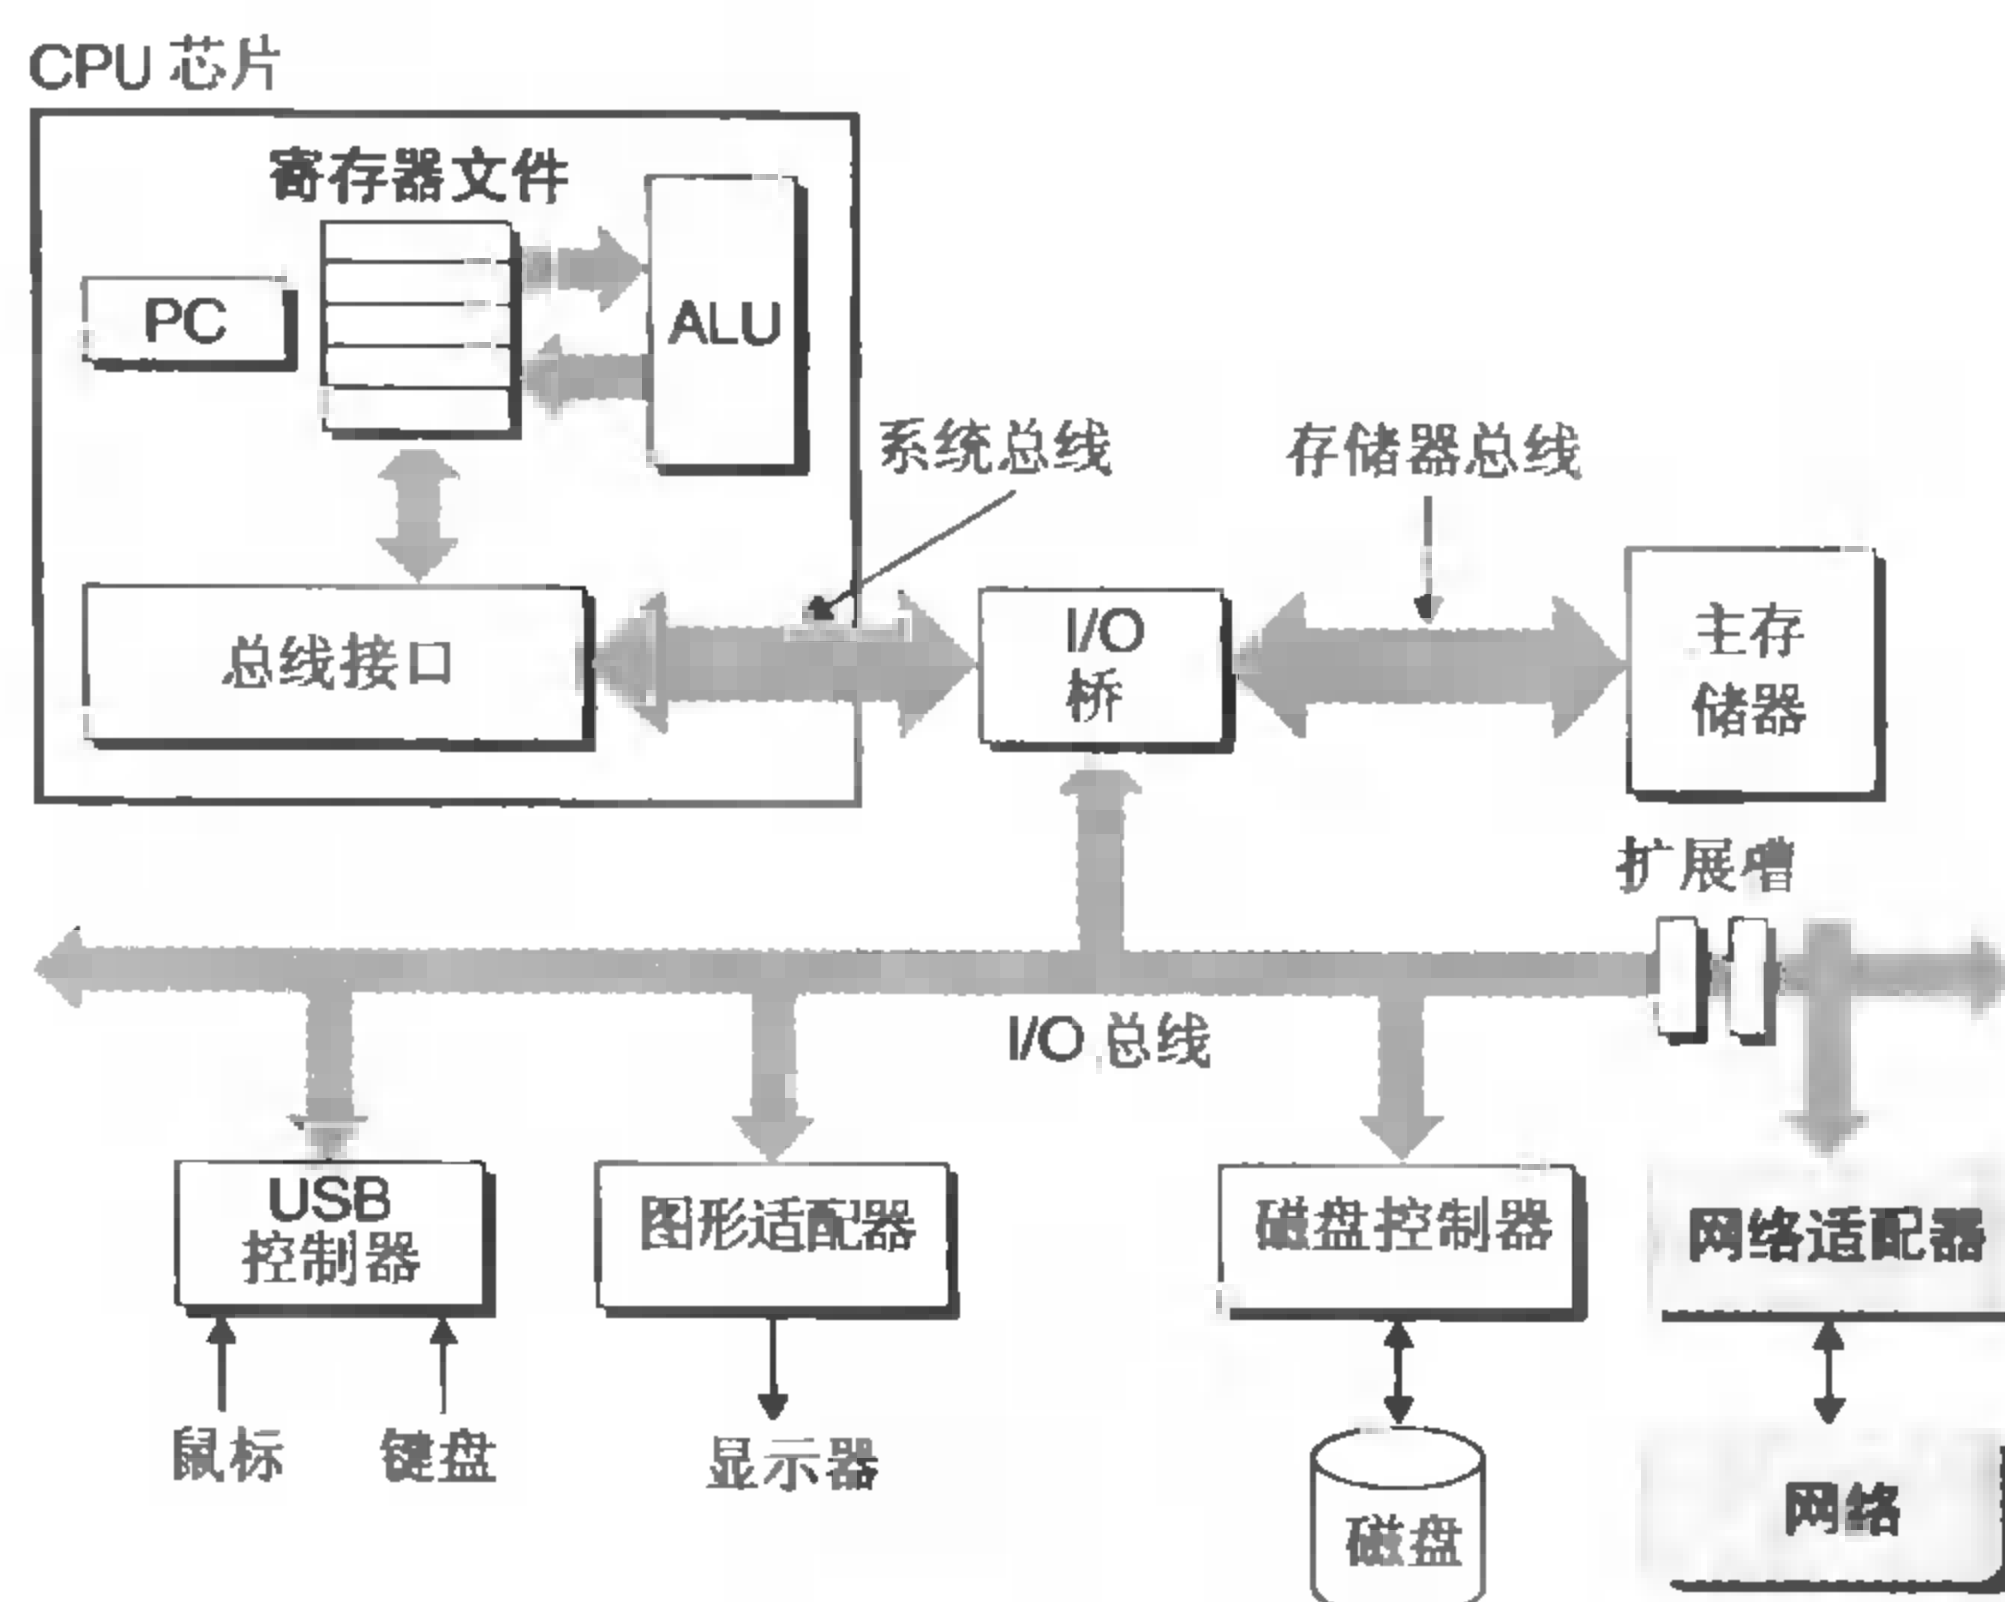 CPU 芯片
寄存器文件
PC
ALU
系统总线
存储器总线
总线接口
I/O
桥
主存
储器
扩展槽
I/O 总线
USB
控制器
图形适配器
磁盘控制器
网络适配器
鼠标
键盘
显示器
磁盘
网络